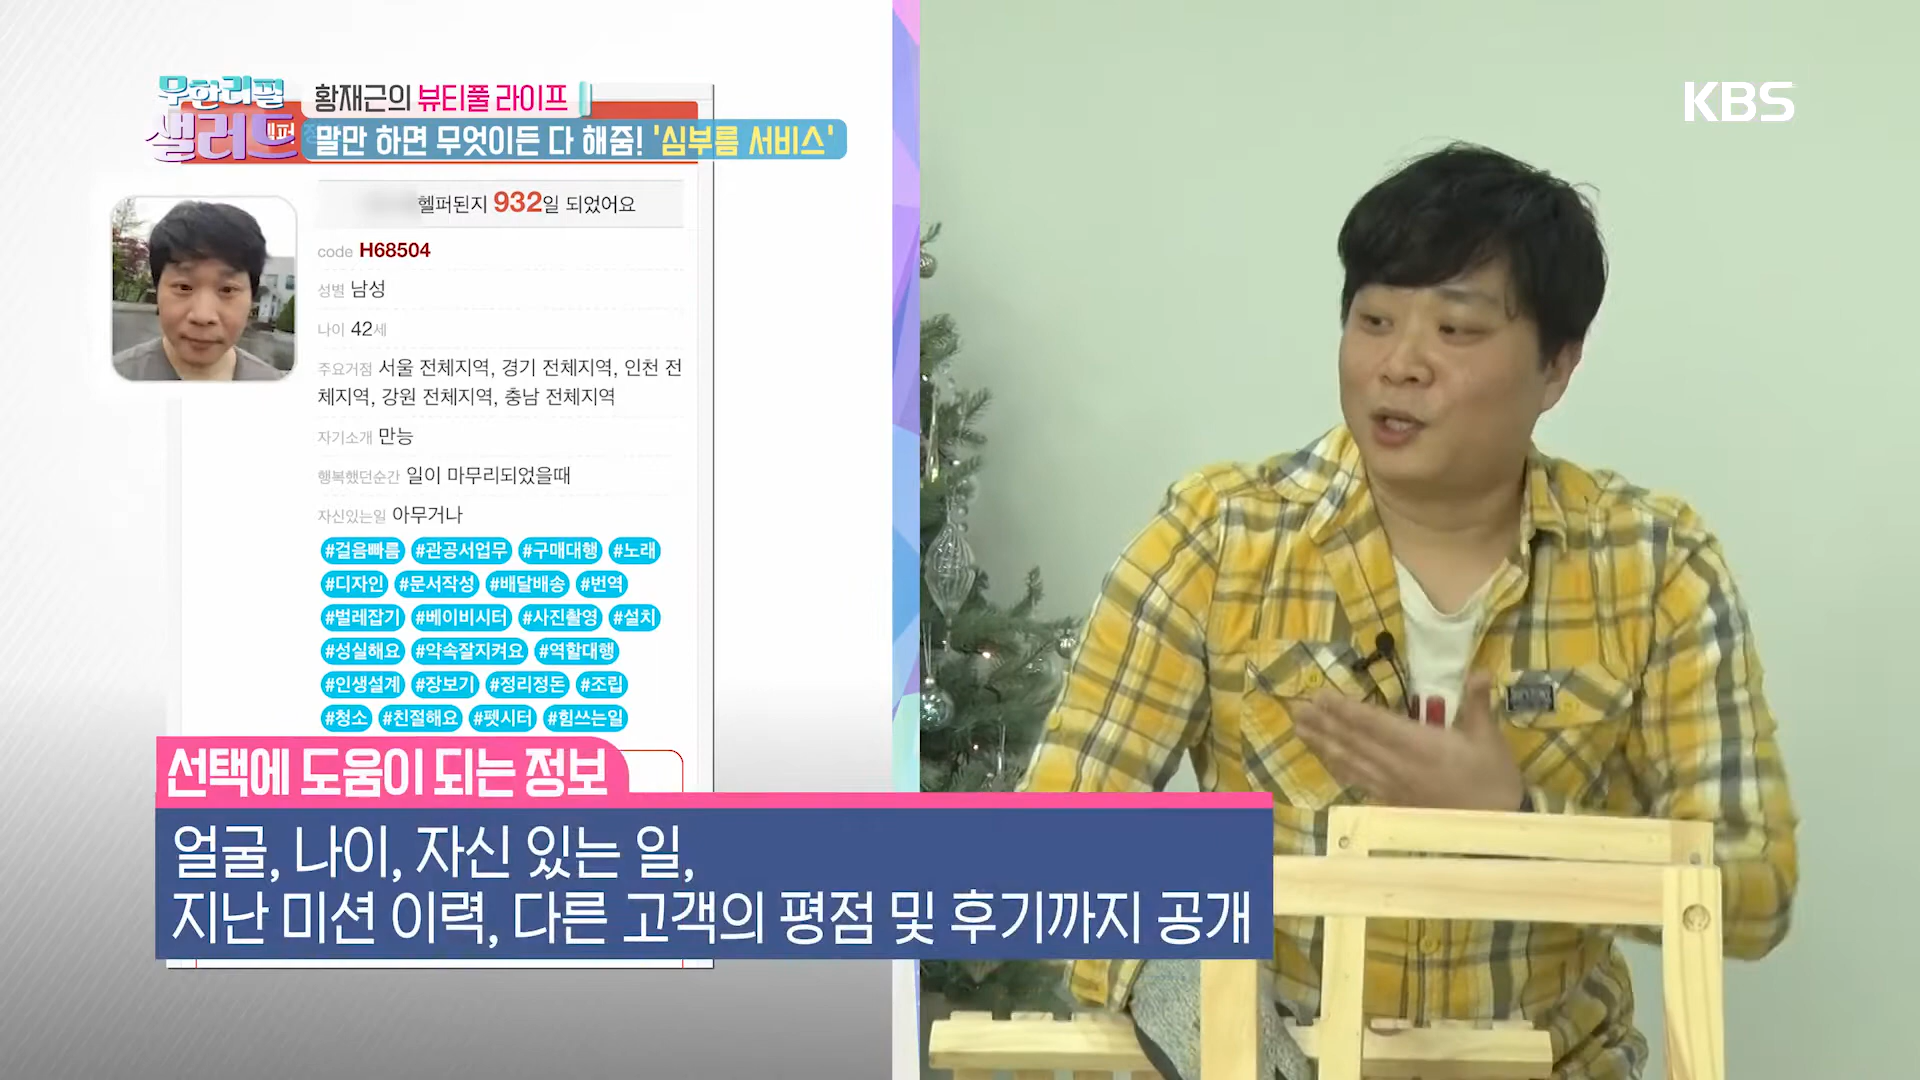 무한리필
샐러드
황재근의 뷰티풀 라이프
말만 하면 무엇이든 다 해줌! '심부름 서비스'
KBS
헬퍼된지 932일 되었어요
code H68504
성별 남성
나이 42세
주요거점 서울 전체지역, 경기 전체지역, 인천 전
체지역, 강원 전체지역, 충남 전체지역
자기소개 만능
행복했던순간 일이 마무리되었을때
자신있는일 아무거나
#걸음빠름 #관공서업무 #구매대행 #노래
#디자인 #문서작성 #배달배송 #번역
#벌레잡기 #베이비시터 #사진촬영 #설치
#성실해요 #약속잘지켜요 #역할대행
#인생설계 #장보기 #정리정돈 #조립
#청소 #친절해요 #펫시터 #힘쓰는일
선택에 도움이 되는 정보
얼굴, 나이, 자신 있는 일,
지난 미션 이력, 다른 고객의 평점 및 후기까지 공개